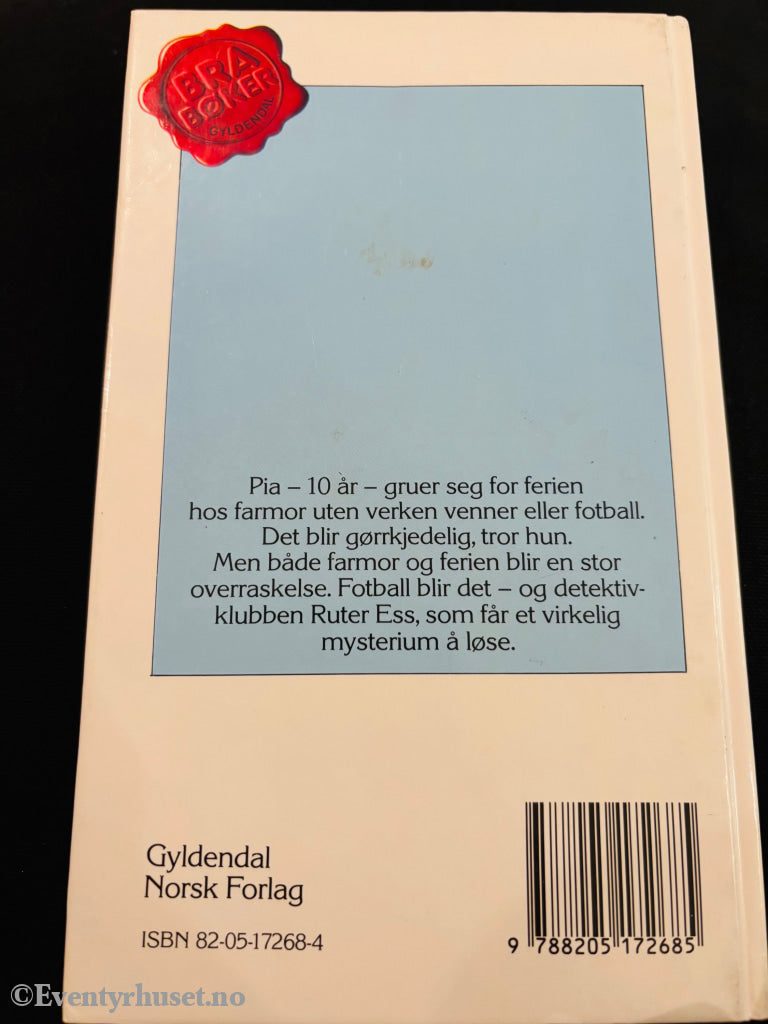 BRA
BØKER
GYLDENDAL
Pia – 10 år – gruer seg for ferien
hos farmor uten verken venner eller fotball.
Det blir gørrkjedelig, tror hun.
Men både farmor og ferien blir en stor
overraskelse. Fotball blir det – og detektiv-
klubben Ruter Ess, som får et virkelig
mysterium å løse.
Gyldendal
Norsk Forlag
ISBN 82-05-17268-4
9 788205 172685
©Eventyrhuset.no